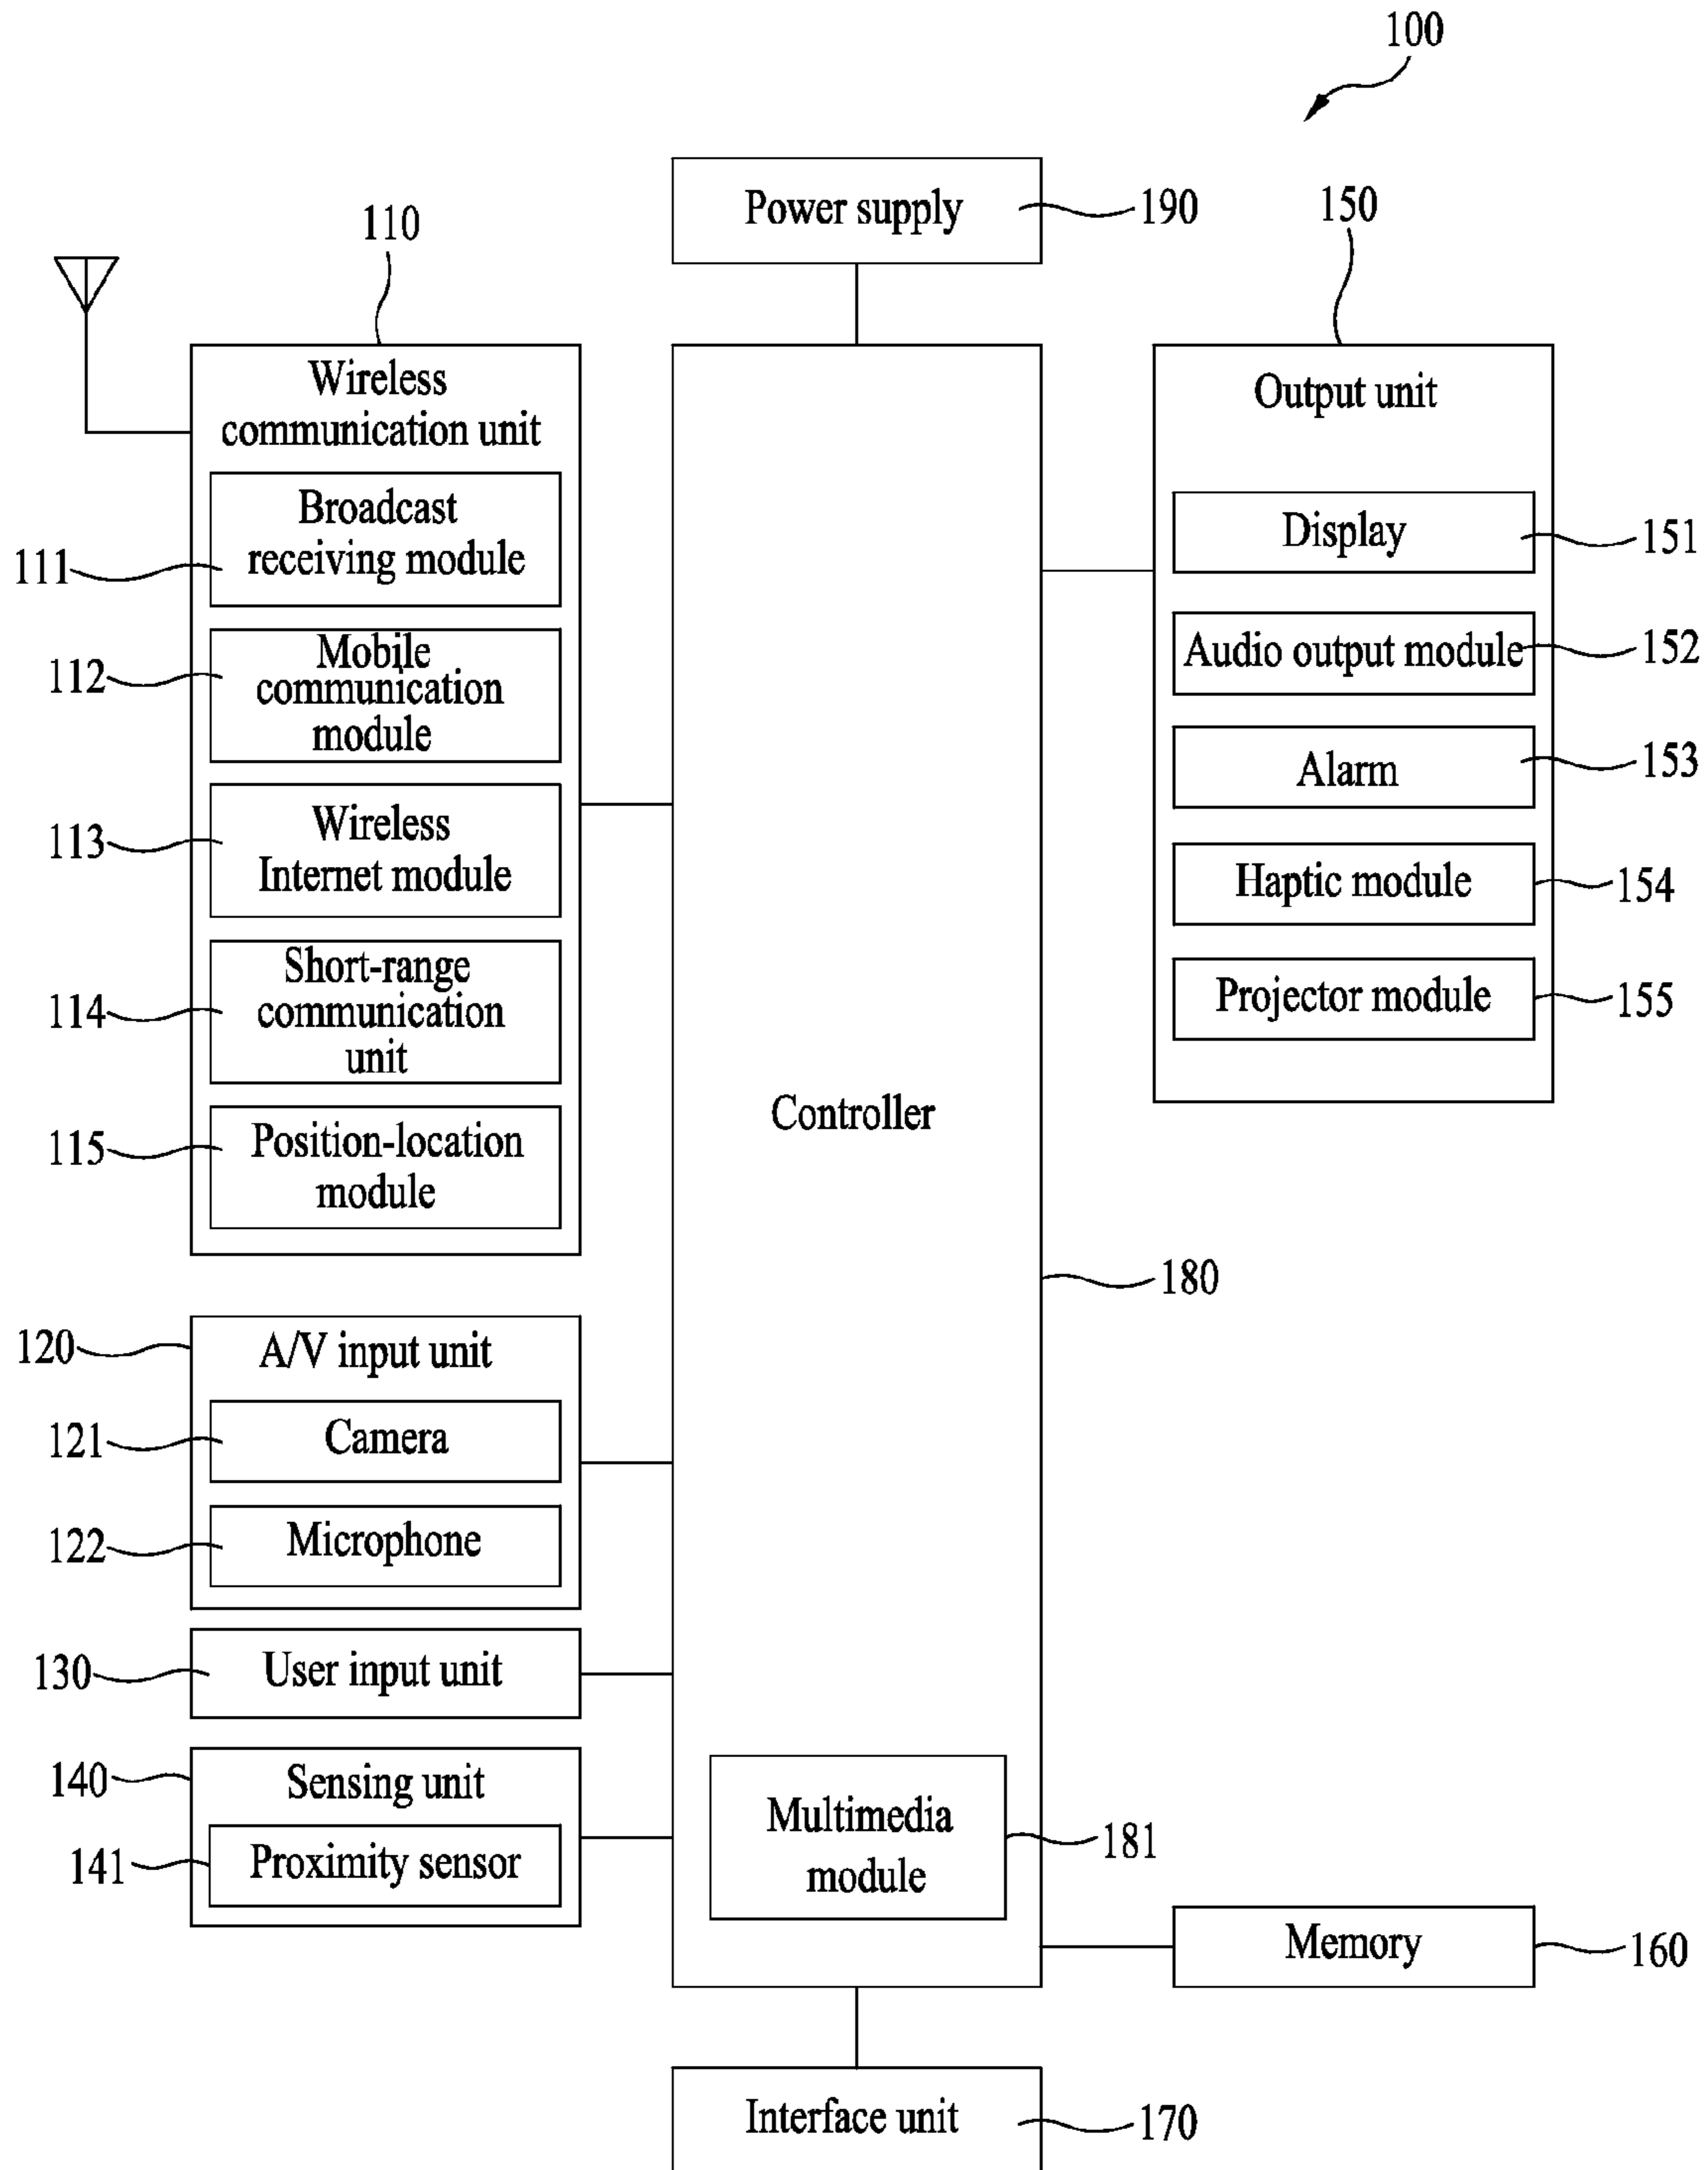 100
Power supply
190
110
150
Wireless
communication unit
Broadcast
receiving module
111
Mobile
communication
module
112
Wireless
Internet module
113
Short-range
communication
unit
114
Position-location
module
115
Output unit
Display
151
Audio output module
152
Alarm
153
Haptic module
154
Projector module
155
Controller
180
120
A/V input unit
121
Camera
122
Microphone
130
User input unit
140
Sensing unit
141
Proximity sensor
Multimedia
module
181
Memory
160
Interface unit
170